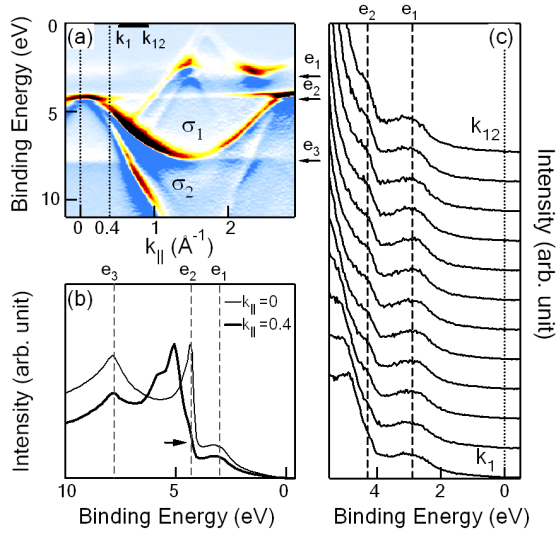 (a)
k₁ k₁₂
Binding Energy (eV)
0
5
10
σ₁
σ₂
e₁
e₂
e₃
0 0.4 1 2
k∥ (Å⁻¹)
(b)
e₃ e₂ e₁
k∥=0
k∥=0.4
Intensity (arb. unit)
10 5 0
Binding Energy (eV)
e₂ e₁
(c)
k₁₂
k₁
Intensity (arb. unit)
4 2 0
Binding Energy (eV)